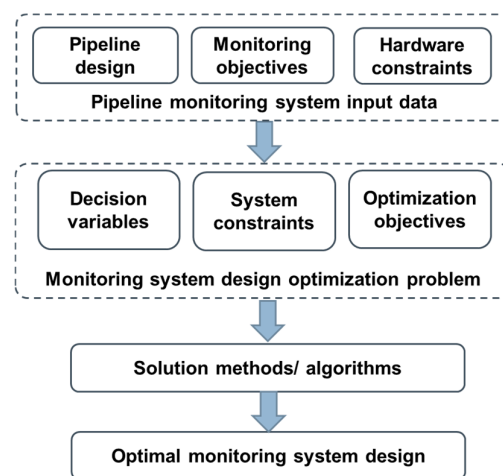 Pipeline
design
Monitoring
objectives
Hardware
constraints
Pipeline monitoring system input data
Decision
variables
System
constraints
Optimization
objectives
Monitoring system design optimization problem
Solution methods/ algorithms
Optimal monitoring system design